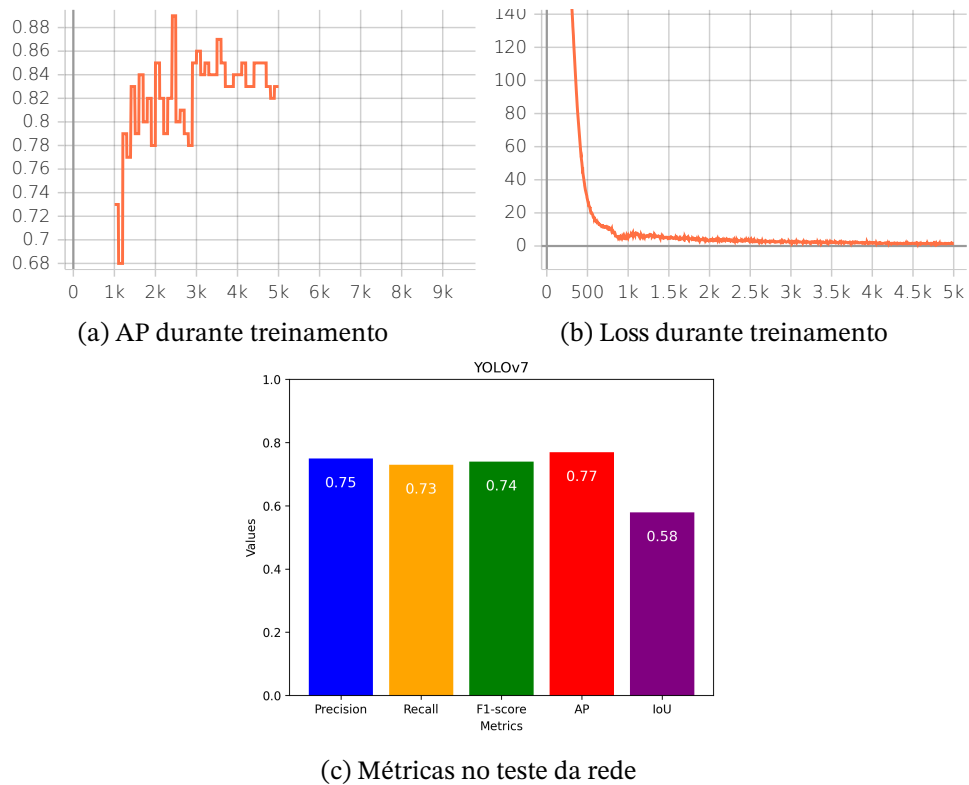 0.88
0.86
0.84
0.82
0.8
0.78
0.76
0.74
0.72
0.7
0.68
0 1k 2k 3k 4k 5k 6k 7k 8k 9k
(a) AP durante treinamento
140
120
100
80
60
40
20
0
0 500 1k 1.5k 2k 2.5k 3k 3.5k 4k 4.5k 5k
(b) Loss durante treinamento
YOLOv7
1.0
0.8
0.6
0.4
0.2
0.0
Values
0.75 0.73 0.74 0.77 0.58
Precision Recall F1-score AP IoU
Metrics
(c) Métricas no teste da rede